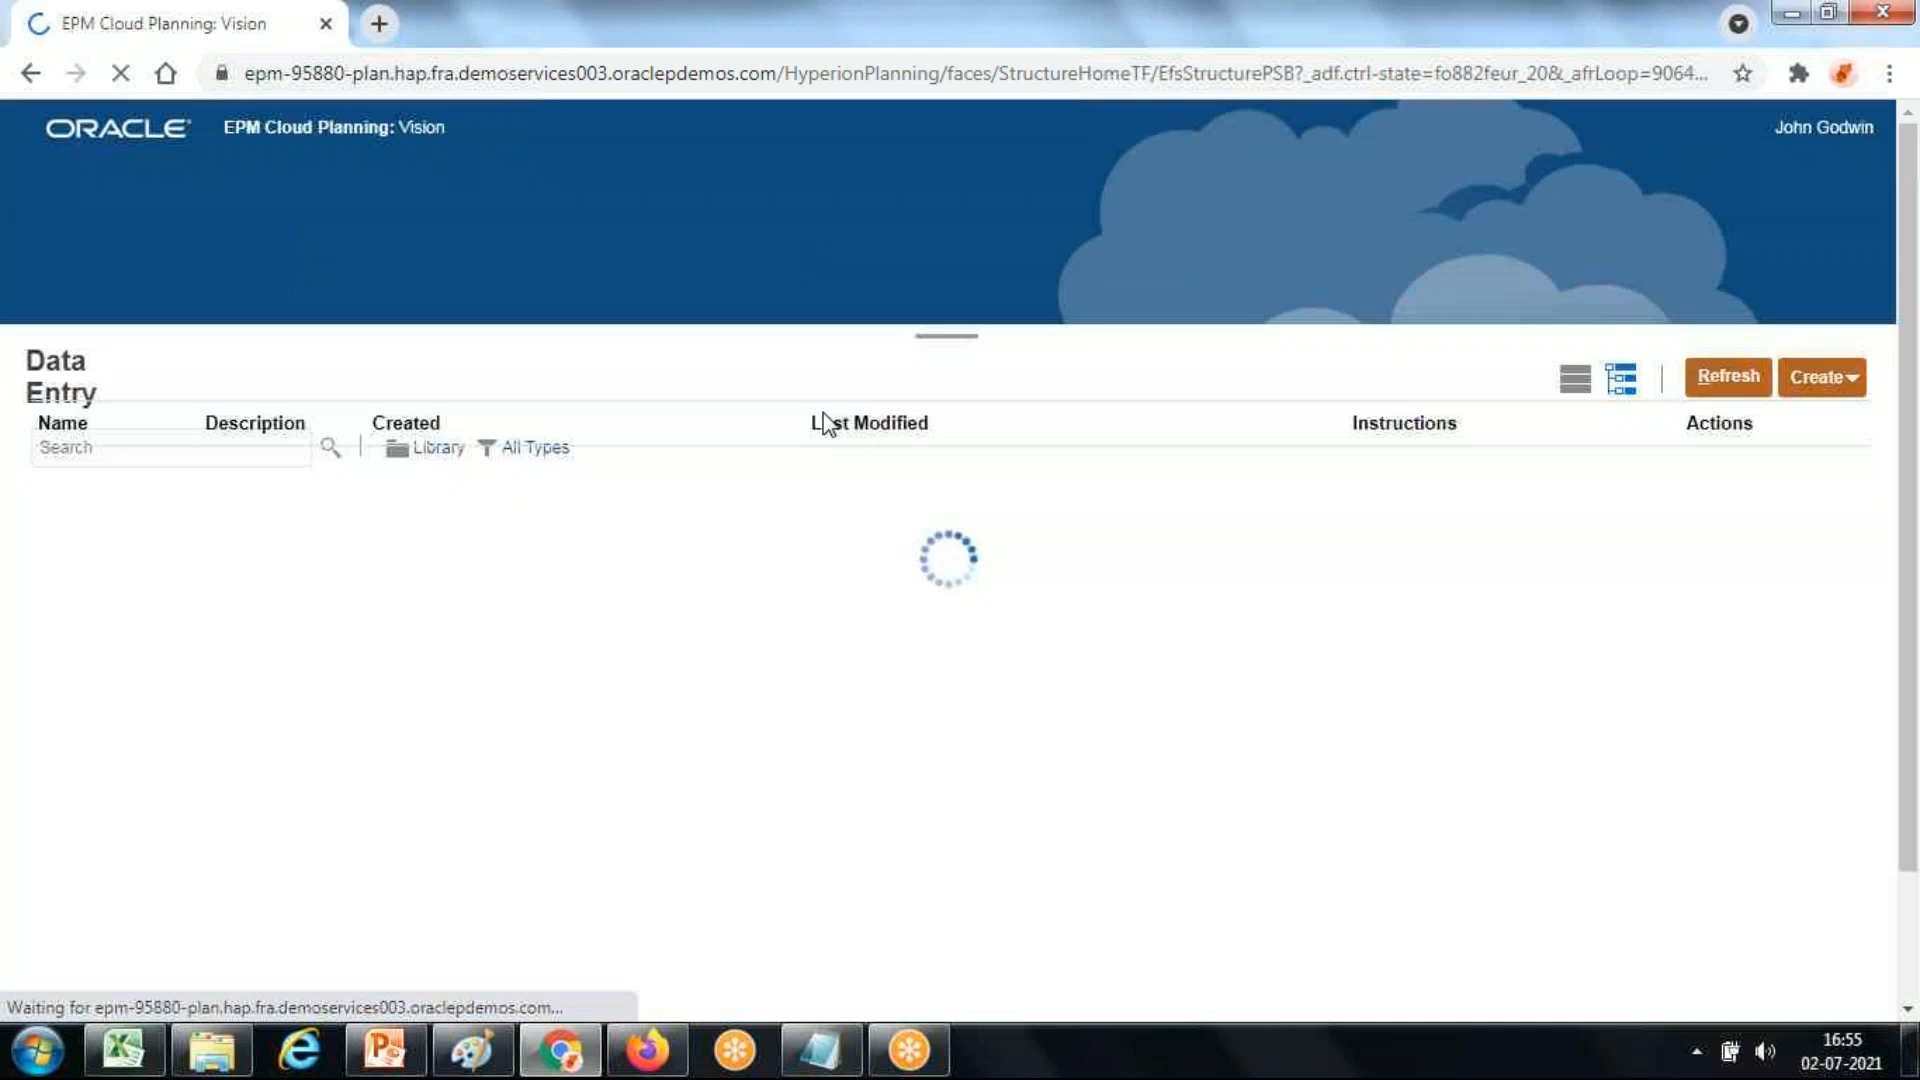 EPM Cloud Planning: Vision
epm-95880-plan.hap.fra.demoservices003.oraclepdemos.com/HyperionPlanning/faces/StructureHomeTF/EfsStructurePSB?_adf.ctrl-state=fo882feur_20&_afrLoop=9064...
ORACLE EPM Cloud Planning: Vision John Godwin
Data
Entry
Refresh Create
Name Description Created Last Modified Instructions Actions
Search Library All Types
Waiting for epm-95880-plan.hap.fra.demoservices003.oraclepdemos.com...
16:55
02-07-2021